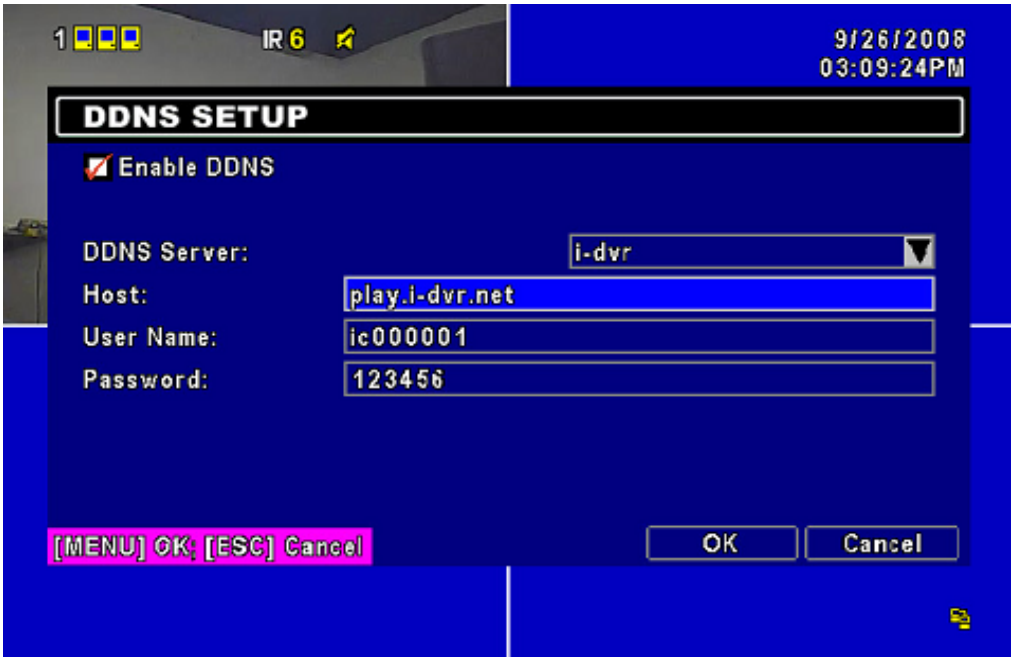 1 IR 6 9/26/2008
03:09:24PM
DDNS SETUP
Enable DDNS
DDNS Server: i-dvr
Host: play.i-dvr.net
User Name: ic000001
Password: 123456
[MENU] OK; [ESC] Cancel OK Cancel